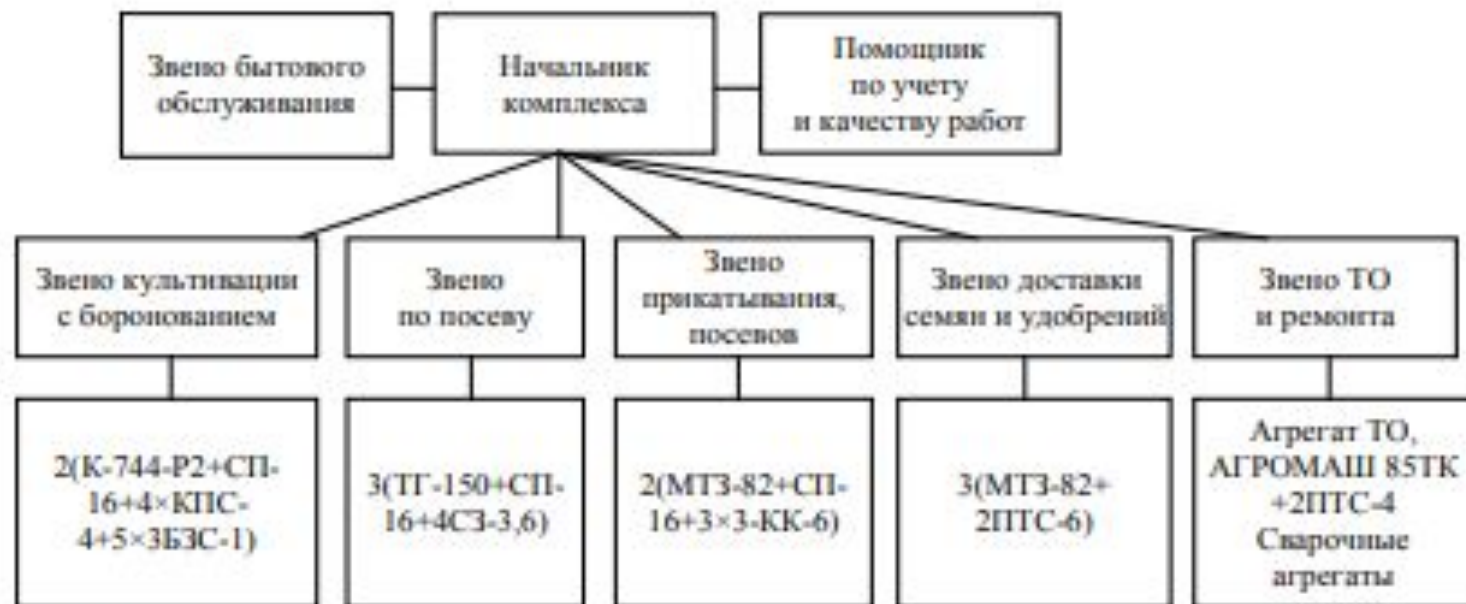 Звено бытового
обслуживания
Начальник
комплекса
Помощник
по учету
и качеству работ
Звено культивации
с боронованием
Звено
по посеву
Звено
прикатывания,
посевов
Звено доставки
семян и удобрений
Звено ТО
и ремонта
2(К-744-Р2+СП-
16+4×КПС-
4+5×3БЗС-1)
3(ТГ-150+СП-
16+4СЗ-3,6)
2(МТЗ-82+СП-
16+3×3-КК-6)
3(МТЗ-82+
2ПТС-6)
Агрегат ТО,
АГРОМАШ 85ТК
+2ПТС-4
Сварочные
агрегаты